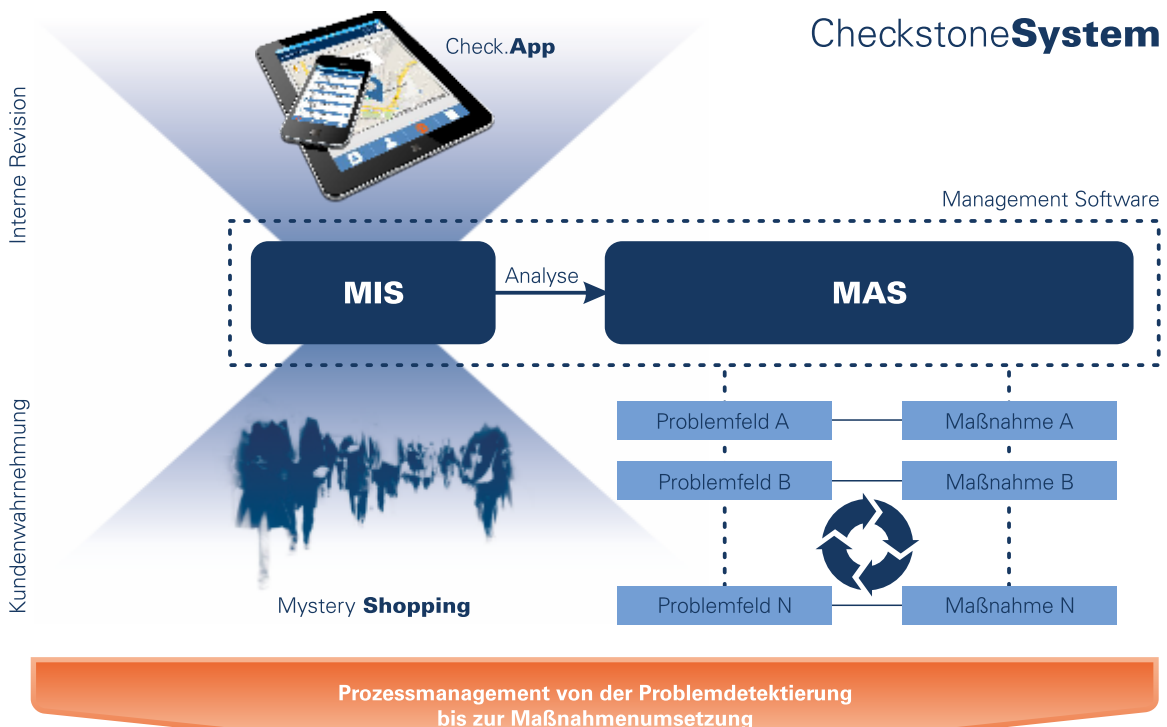 CheckstoneSystem
Check.App
Interne Revision
Management Software
MIS
Analyse
MAS
Kundenwahrnehmung
Problemfeld A
Maßnahme A
Problemfeld B
Maßnahme B
Problemfeld N
Maßnahme N
Mystery Shopping
Prozessmanagement von der Problemdetektierung
bis zur Maßnahmenumsetzung